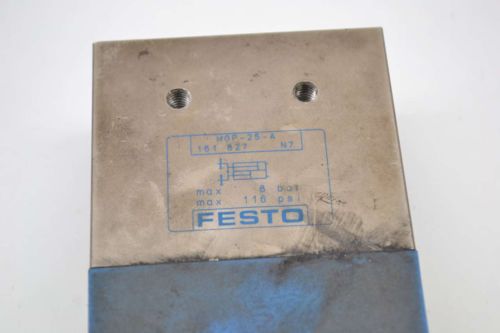 HGP-25-A
161 827 N7
max 8 bar
max 116 psi
FESTO